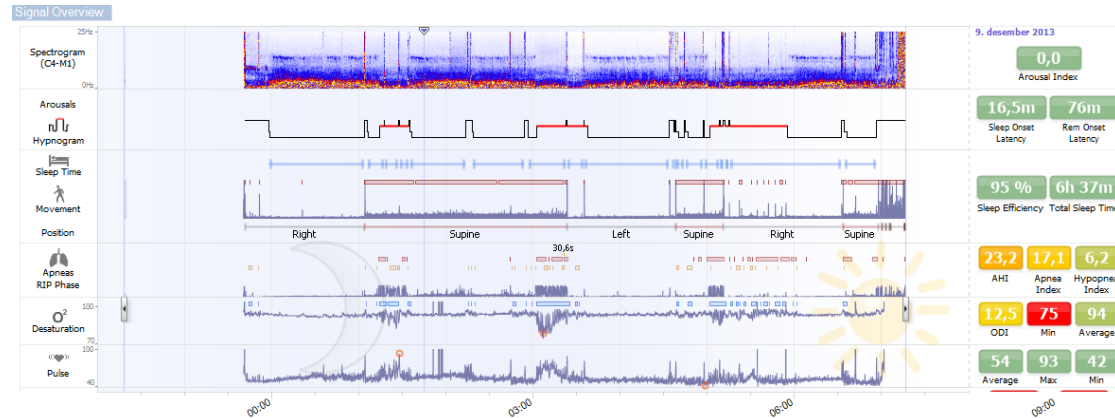 Signal Overview
Spectrogram
(C4-M1)
25Hz
0Hz
9. desember 2013
0,0
Arousal Index
Arousals
Hypnogram
16,5m
76m
Sleep Onset
Latency
Rem Onset
Latency
Sleep Time
Movement
Position
95 %
6h 37m
Sleep Efficiency
Total Sleep Time
Right
Supine
Left
Supine
Right
Supine
30,6s
Apneas
RIP Phase
23,2
17,1
6,2
AHI
Apnea
Index
Hypopnea
Index
O2
Desaturation
100
70
12,5
75
94
ODI
Min
Average
Pulse
100
40
54
93
42
Average
Max
Min
00:00
03:00
06:00
09:00